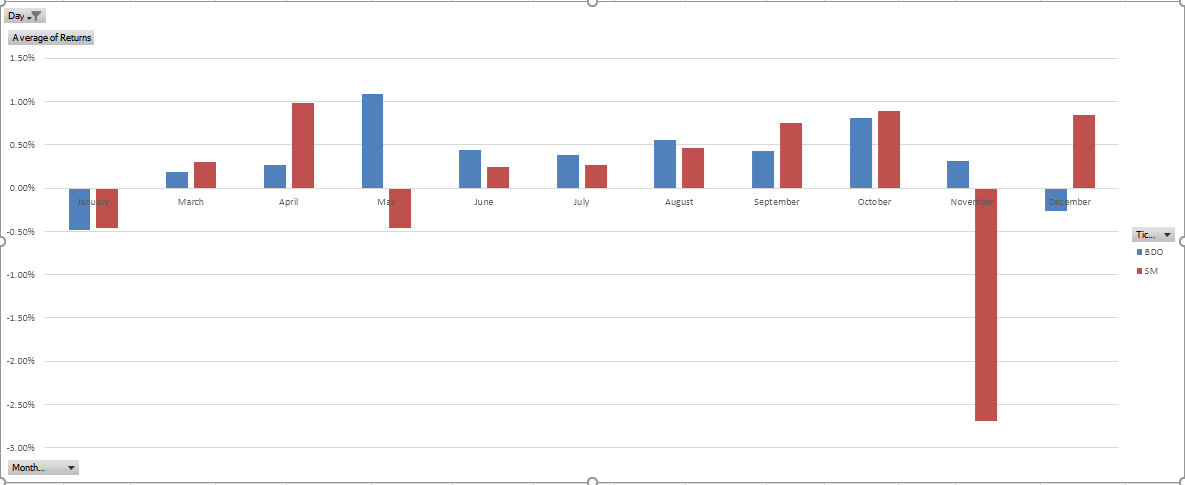 Day
Average of Returns
1.50%
1.00%
0.50%
0.00%
January March April May June July August September October November December
-0.50%
Tic...
BDO
SM
-1.00%
-1.50%
-2.00%
-2.50%
-3.00%
Month...